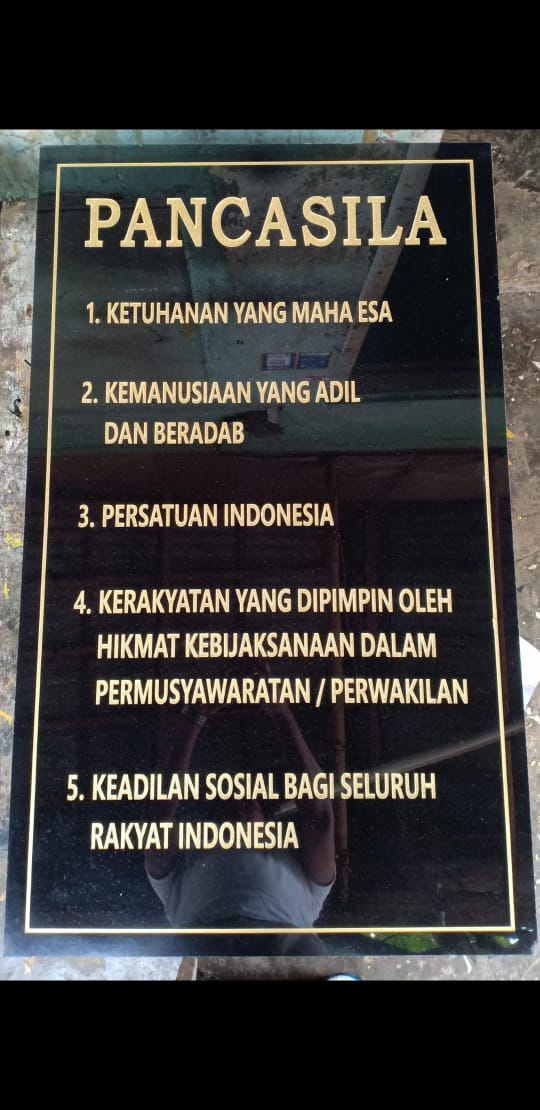 PANCASILA
1. KETUHANAN YANG MAHA ESA
2. KEMANUSIAAN YANG ADIL
DAN BERADAB
3. PERSATUAN INDONESIA
4. KERAKYATAN YANG DIPIMPIN OLEH
HIKMAT KEBIJAKSANAAN DALAM
PERMUSYAWARATAN / PERWAKILAN
5. KEADILAN SOSIAL BAGI SELURUH
RAKYAT INDONESIA